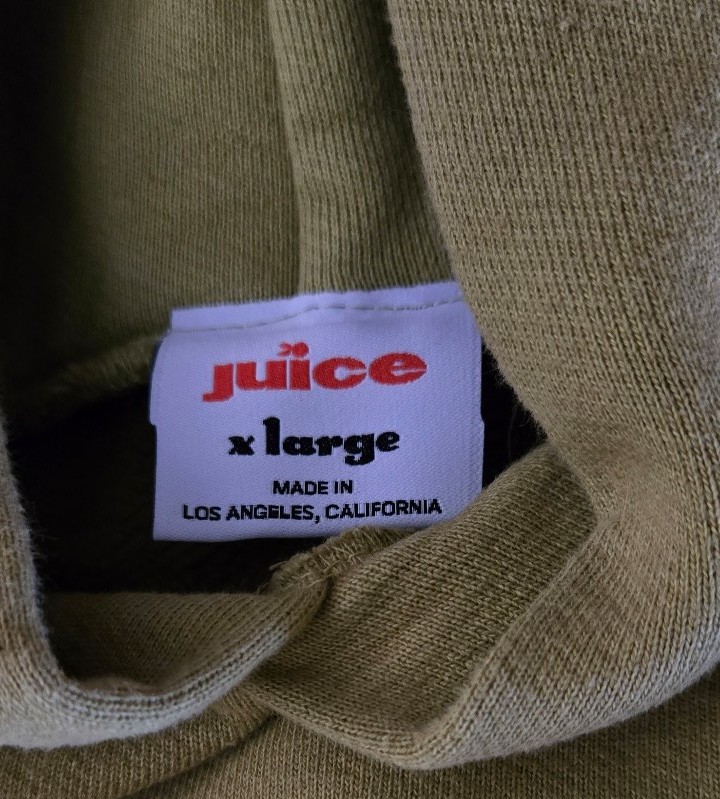 juice
x large
MADE IN
LOS ANGELES, CALIFORNIA